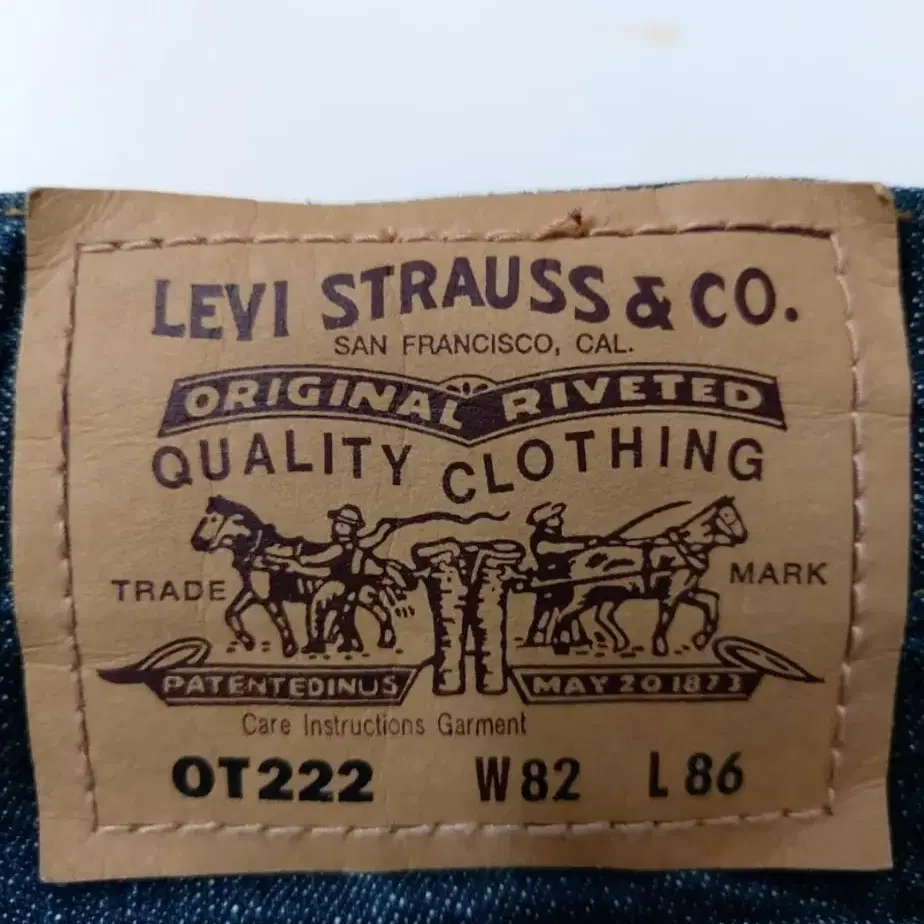 LEVI STRAUSS & CO.
SAN FRANCISCO, CAL.
ORIGINAL RIVETED
QUALITY CLOTHING
TRADE MARK
PATENTEDINUS MAY 20 1873
Care Instructions Garment
OT222 W82 L86